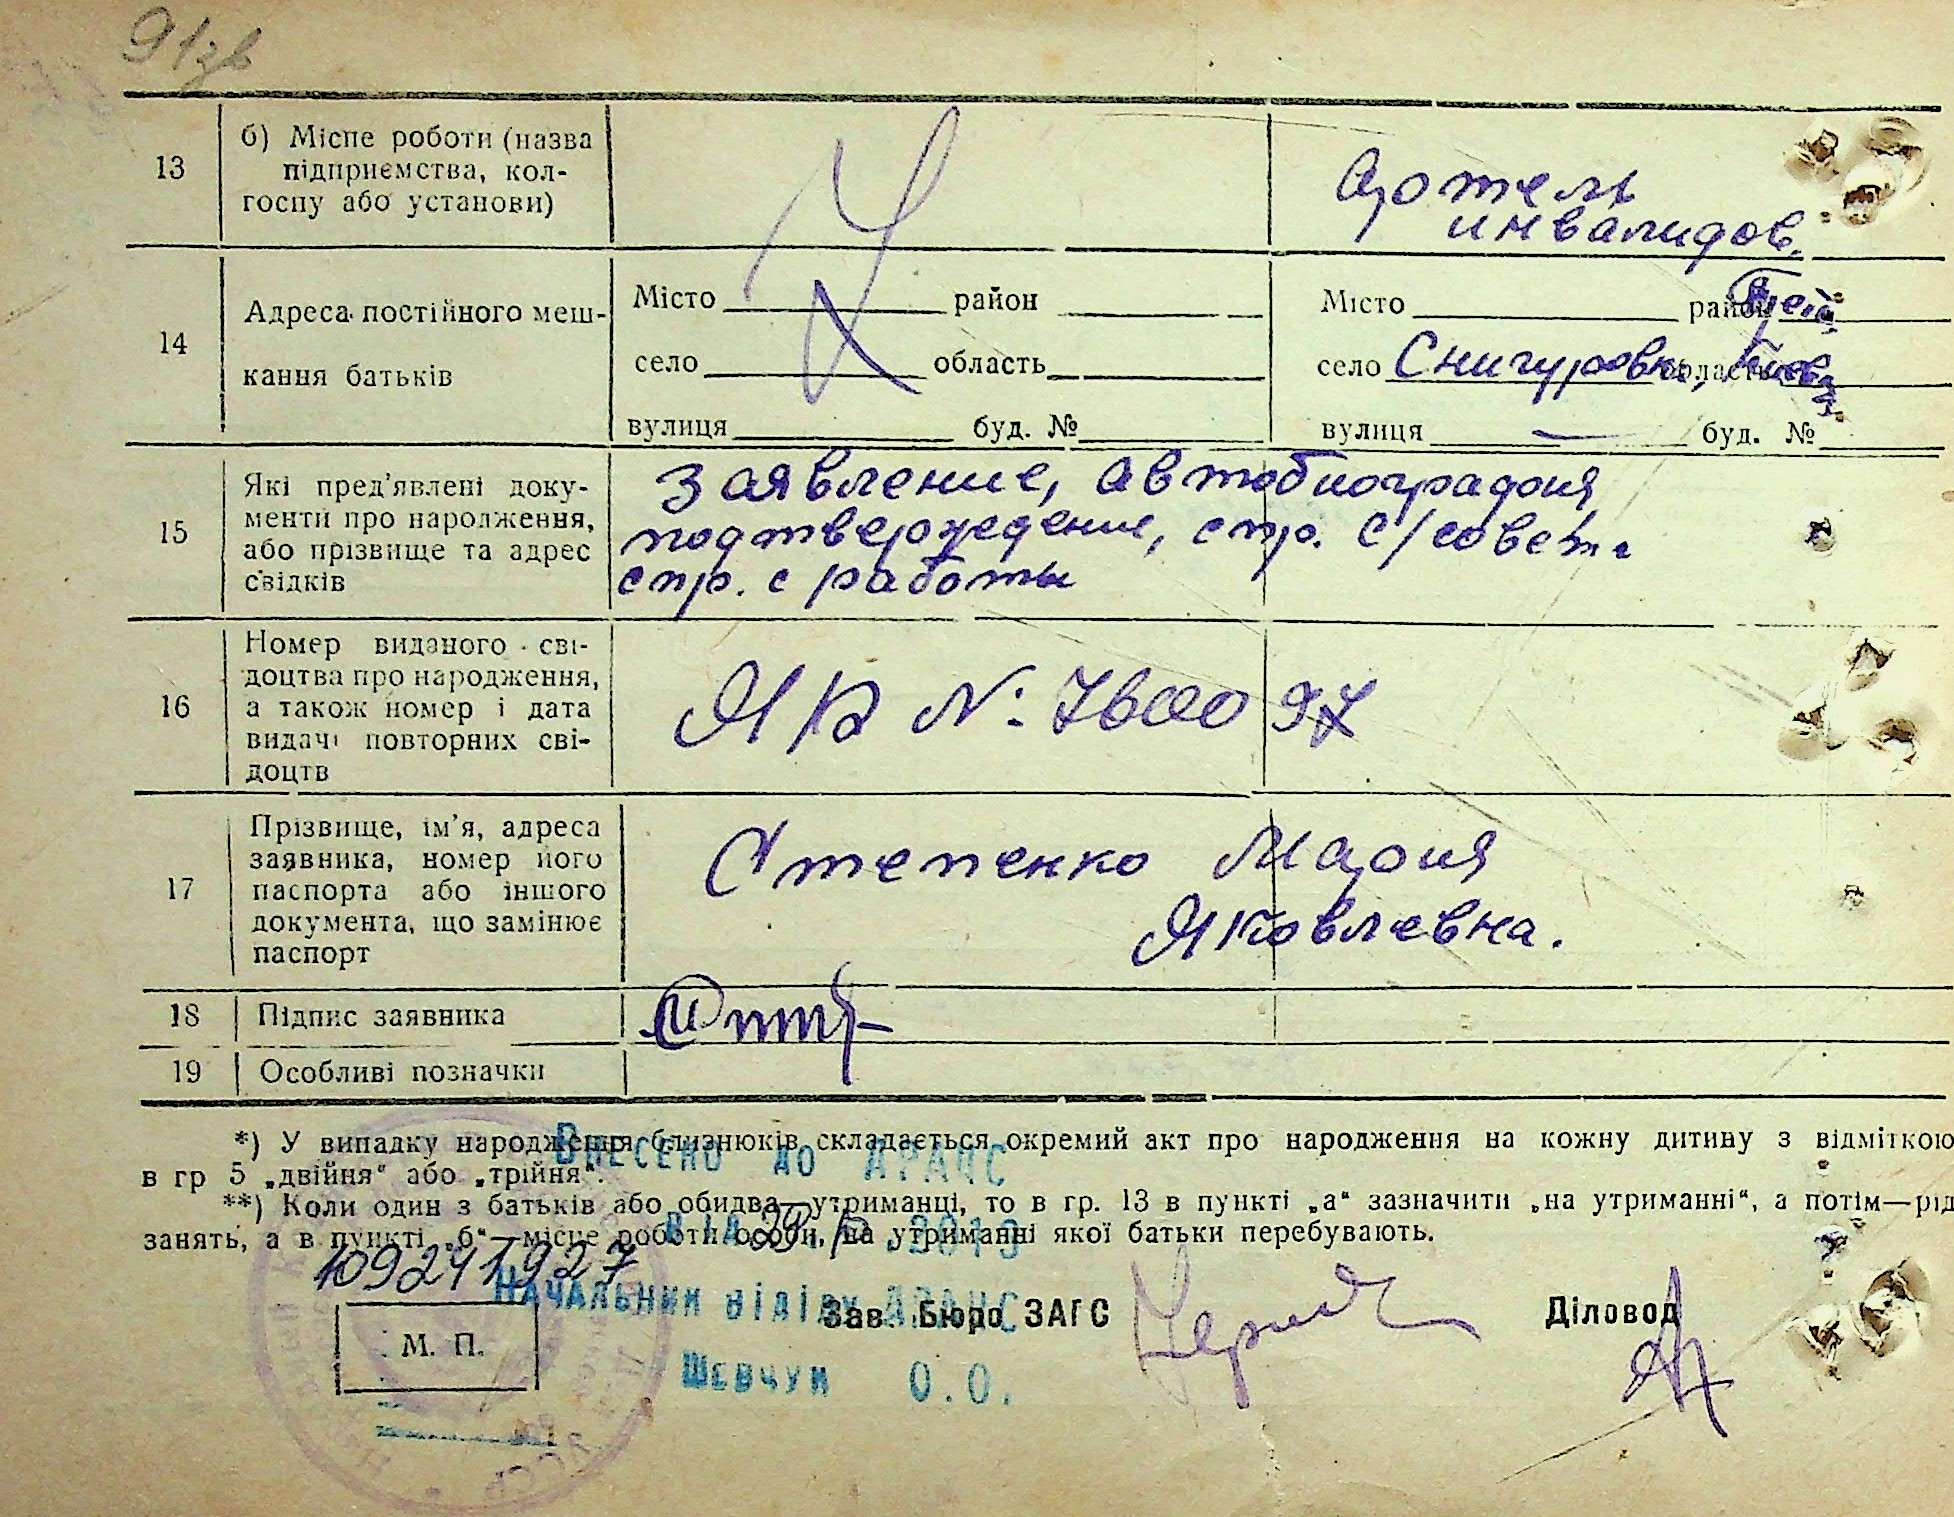 91зв
13
б) Місце роботи (назва
підприємства, кол-
госпу або установи)
Артель
инвалидов.
14
Адреса постійного меш-
кання батьків
Місто район
село область
вулиця буд. №
Місто район
село Снигуровка, область
вулиця — буд. №
15
Які пред'явлені доку-
менти про народження,
або прізвище та адрес
свідків
Заявление, автобиография
подтверждение, спр. с/совета
спр. с работы
16
Номер виданого сві-
доцтва про народження,
а також номер і дата
видачі повторних сві-
доцтв
№
17
Прізвище, ім'я, адреса
заявника, номер його
паспорта або іншого
документа, що замінює
паспорт
Степенко Мария
Яковлевна.
18
Підпис заявника
19
Особливі позначки
*) У випадку народження близнюків складається окремий акт про народження на кожну дитину з відміткою
в гр 5 „двійня“ або „трійня“.
**) Коли один з батьків або обидва—утриманці, то в гр. 13 в пункті „а“ зазначити „на утриманні“, а потім—рід
занять, а в пункті „б“—місце роботи особи, на утриманні якої батьки перебувають.
Внесено до ДРАЦС
від
Начальник відділу ДРАЦС
Шевчук О.О.
Зав. Бюро ЗАГС
Діловод
М. П.